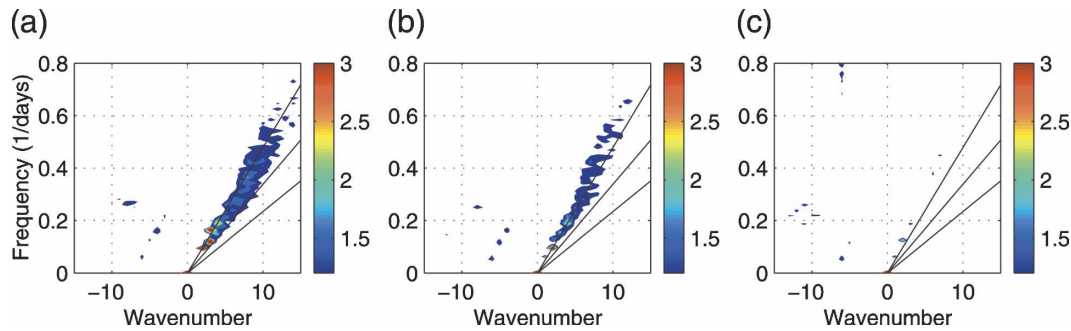 (a) (b) (c)
0.8 3 0.8 3 0.8 3
2.5 2.5 2.5
0.6 0.6 0.6
0.4 2 0.4 2 0.4 2
0.2 0.2 0.2
1.5 1.5 1.5
0 0 0
Frequency (1/days)
−10 0 10 −10 0 10 −10 0 10
Wavenumber Wavenumber Wavenumber